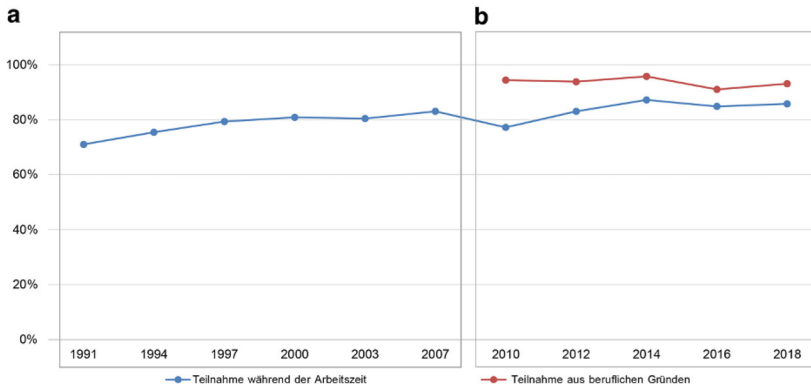 a
b
100%
80%
60%
40%
20%
0%
1991 1994 1997 2000 2003 2007 2010 2012 2014 2016 2018
Teilnahme während der Arbeitszeit
Teilnahme aus beruflichen Gründen